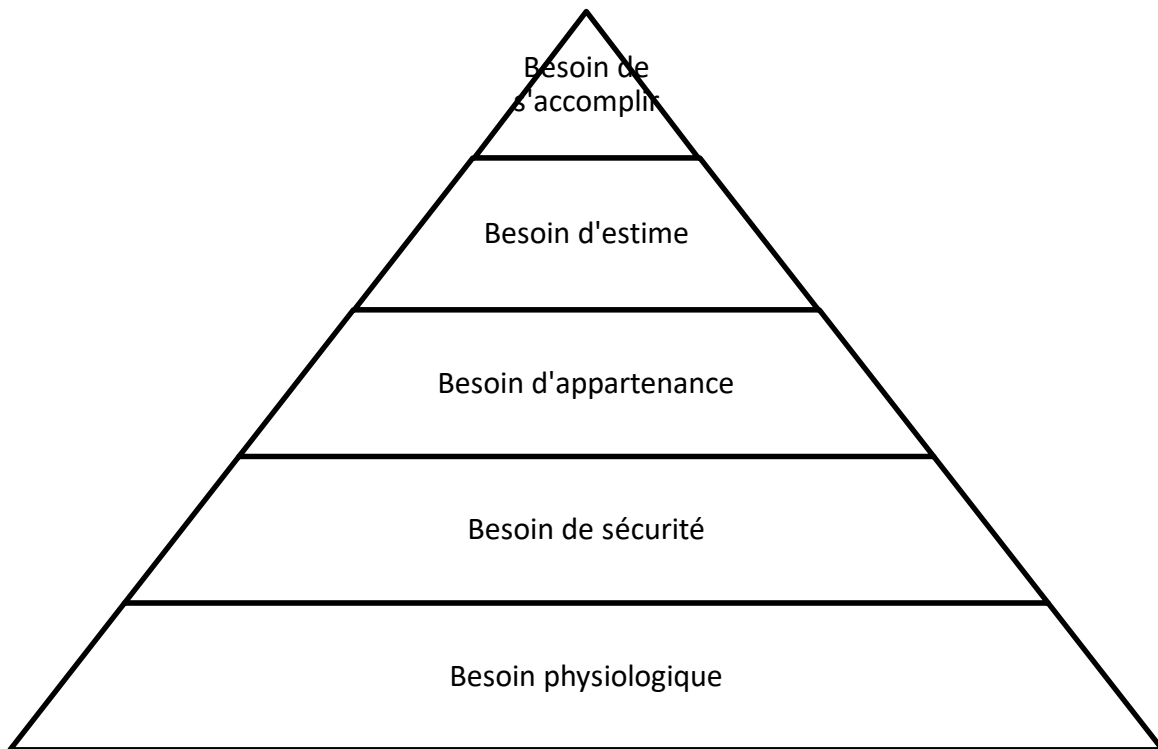 Besoin de
s'accomplir
Besoin d'estime
Besoin d'appartenance
Besoin de sécurité
Besoin physiologique